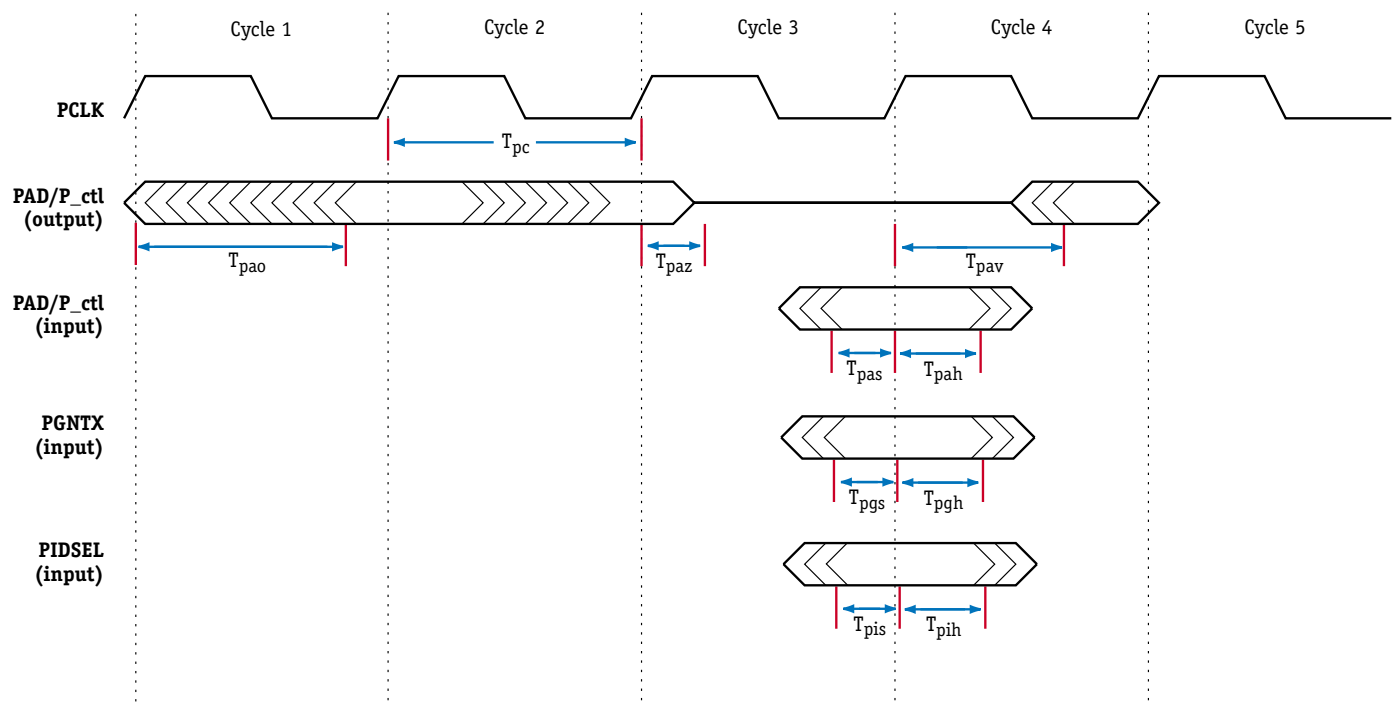 Cycle 1
Cycle 2
Cycle 3
Cycle 4
Cycle 5
PCLK
Tpc
PAD/P_ctl
(output)
Tpao
Tpaz
Tpav
PAD/P_ctl
(input)
Tpas
Tpah
PGNTX
(input)
Tpgs
Tpgh
PIDSEL
(input)
Tpis
Tpih